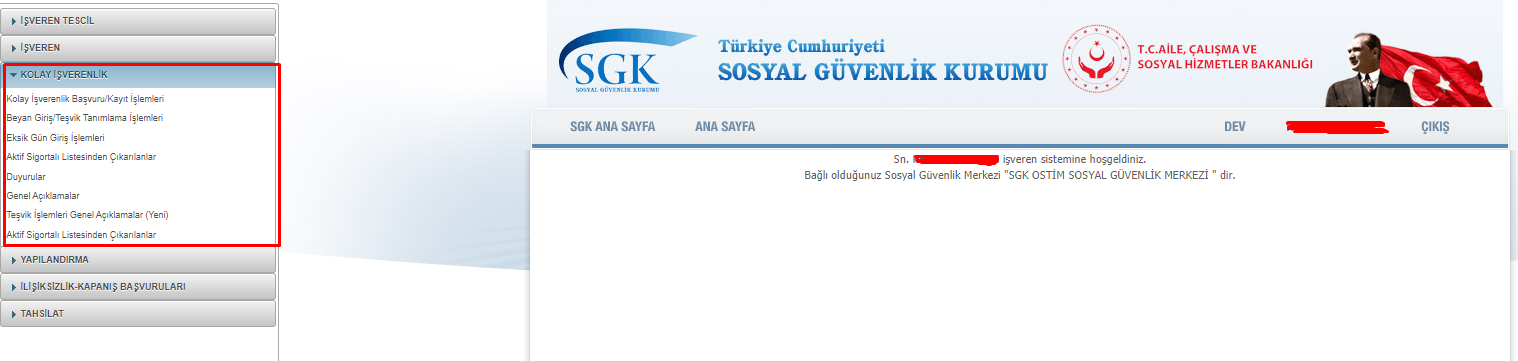 İŞVEREN TESCİL
İŞVEREN
KOLAY İŞVERENLİK
Kolay İşverenlik Başvuru/Kayıt İşlemleri
Beyan Giriş/Teşvik Tanımlama İşlemleri
Eksik Gün Giriş İşlemleri
Aktif Sigortalı Listesinden Çıkarılanlar
Duyurular
Genel Açıklamalar
Teşvik İşlemleri Genel Açıklamalar (Yeni)
Aktif Sigortalı Listesinden Çıkarılanlar
YAPILANDIRMA
İLİŞİKSİZLİK-KAPANIŞ BAŞVURULARI
TAHSİLAT
SGK
SOSYAL GÜVENLİK KURUMU
Türkiye Cumhuriyeti
SOSYAL GÜVENLİK KURUMU
T.C.AİLE, ÇALIŞMA VE
SOSYAL HİZMETLER BAKANLIĞI
SGK ANA SAYFA ANA SAYFA DEV ÇIKIŞ
Sn. işveren sistemine hoşgeldiniz.
Bağlı olduğunuz Sosyal Güvenlik Merkezi "SGK OSTİM SOSYAL GÜVENLİK MERKEZİ " dir.